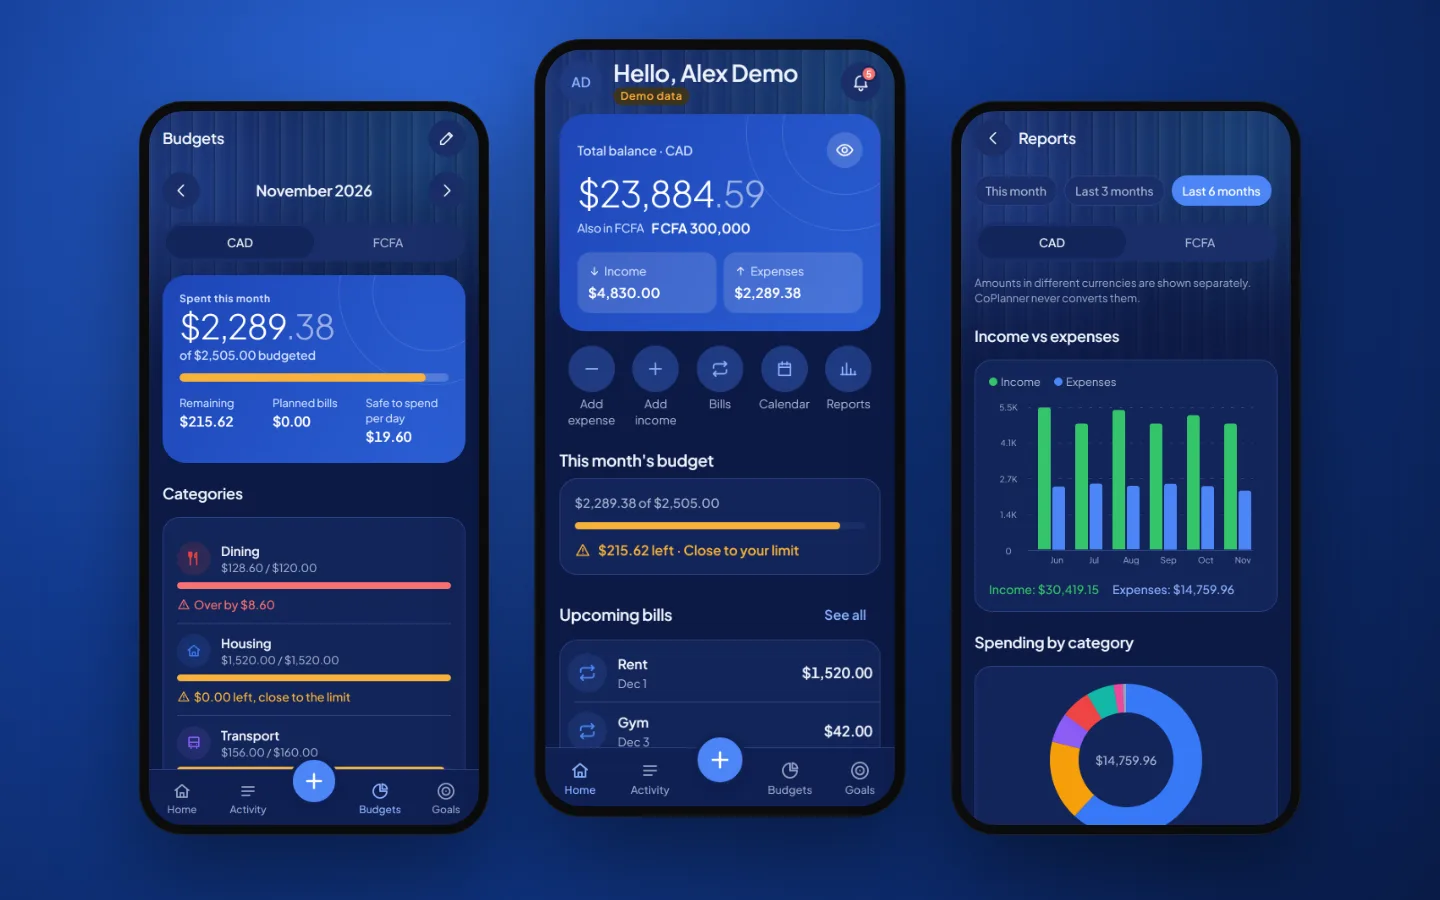 Budgets
November 2026
CAD
FCFA
Spent this month
$2,289.38
of $2,505.00 budgeted
Remaining
$215.62
Planned bills
$0.00
Safe to spend
per day
$19.60
Categories
Dining
$128.60 / $120.00
Over by $8.60
Housing
$1,520.00 / $1,520.00
$0.00 left, close to the limit
Transport
$156.00 / $160.00
Home
Activity
Budgets
Goals
AD
Hello, Alex Demo
Demo data
5
Total balance · CAD
$23,884.59
Also in FCFA FCFA 300,000
↓ Income
$4,830.00
↑ Expenses
$2,289.38
Add
expense
Add
income
Bills
Calendar
Reports
This month's budget
$2,289.38 of $2,505.00
$215.62 left · Close to your limit
Upcoming bills
See all
Rent
Dec 1
$1,520.00
Gym
Dec 3
$42.00
Home
Activity
Budgets
Goals
Reports
This month
Last 3 months
Last 6 months
CAD
FCFA
Amounts in different currencies are shown separately.
CoPlanner never converts them.
Income vs expenses
Income
Expenses
5.5K
4.1K
2.7K
1.4K
0
Jun
Jul
Aug
Sep
Oct
Nov
Income: $30,419.15
Expenses: $14,759.96
Spending by category
$14,759.96